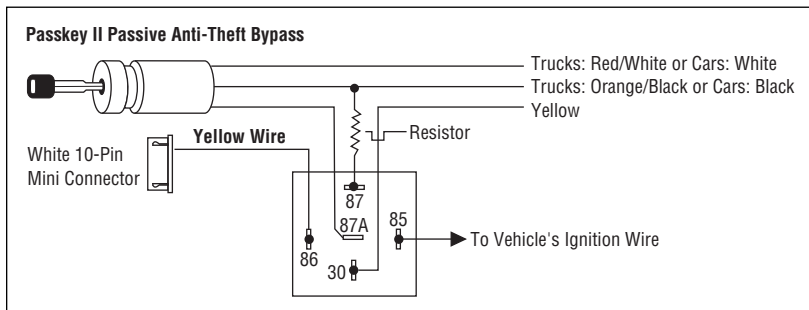 Passkey II Passive Anti-Theft Bypass
Trucks: Red/White or Cars: White
Trucks: Orange/Black or Cars: Black
Yellow
Resistor
Yellow Wire
White 10-Pin
Mini Connector
87
87A
85
To Vehicle's Ignition Wire
86
30